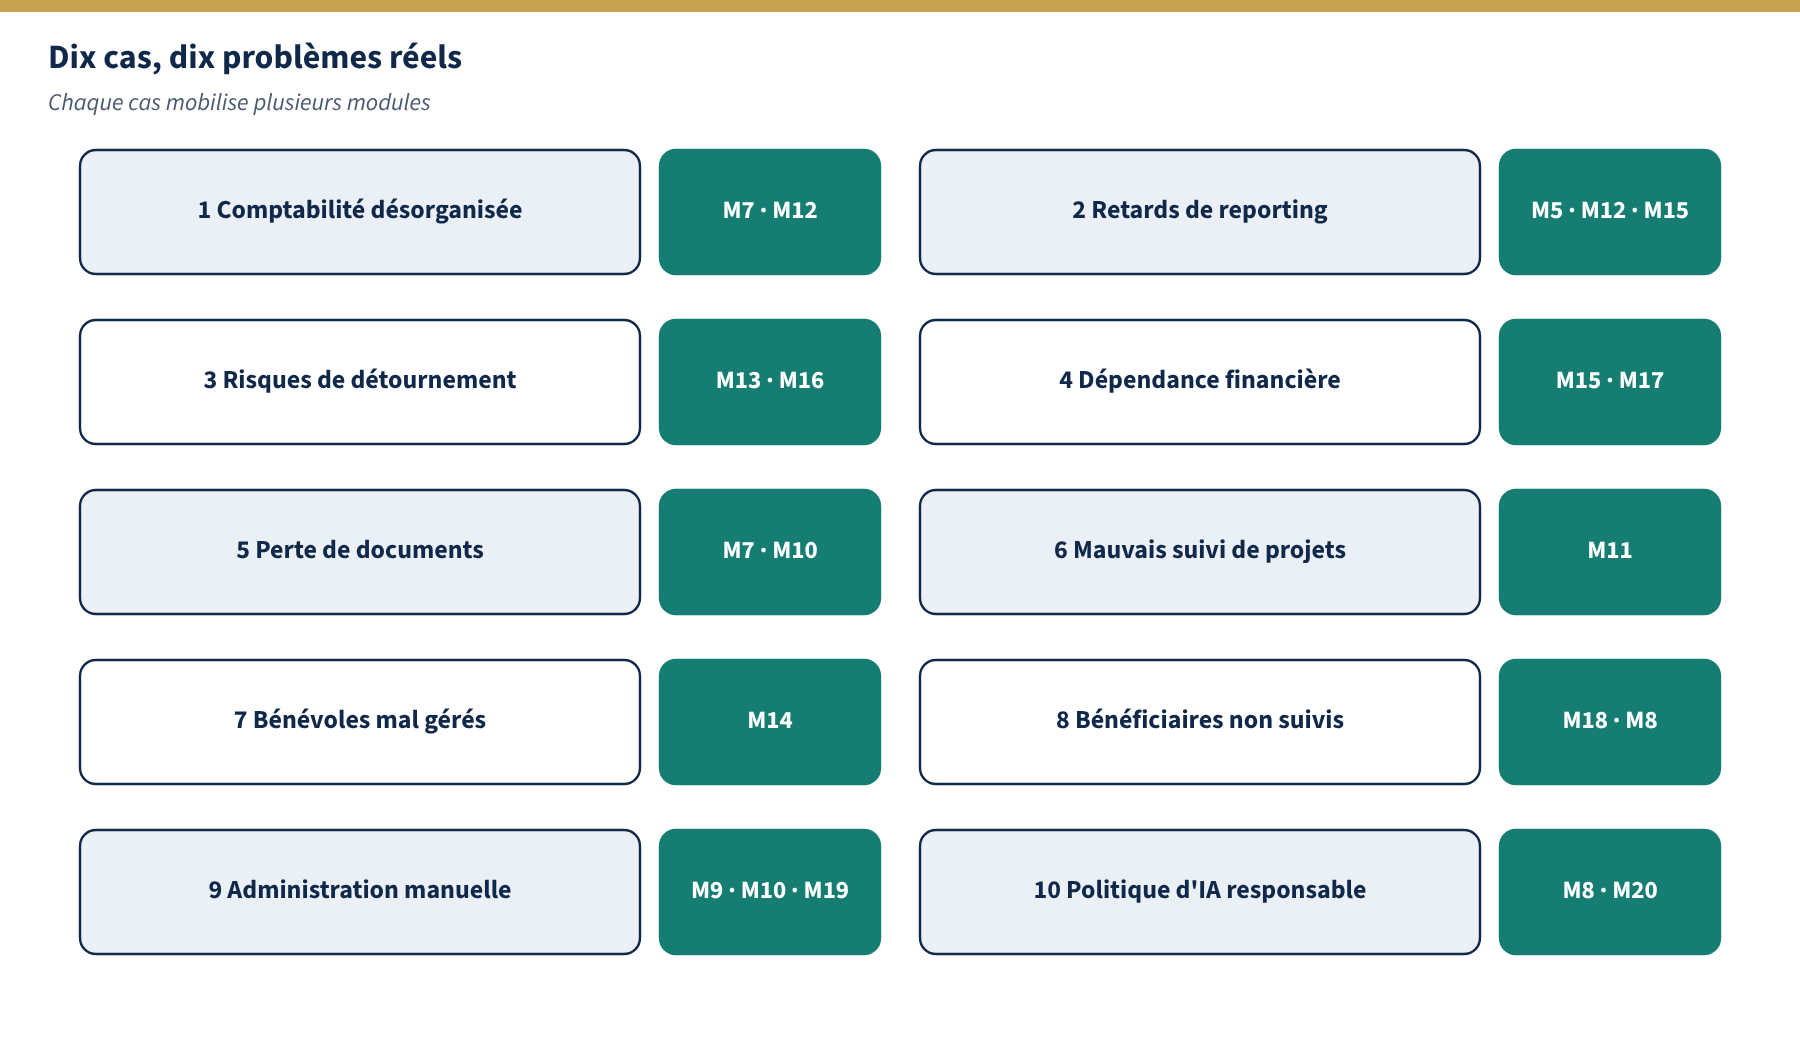 Dix cas, dix problèmes réels
Chaque cas mobilise plusieurs modules
1 Comptabilité désorganisée
M7 · M12
2 Retards de reporting
M5 · M12 · M15
3 Risques de détournement
M13 · M16
4 Dépendance financière
M15 · M17
5 Perte de documents
M7 · M10
6 Mauvais suivi de projets
M11
7 Bénévoles mal gérés
M14
8 Bénéficiaires non suivis
M18 · M8
9 Administration manuelle
M9 · M10 · M19
10 Politique d'IA responsable
M8 · M20